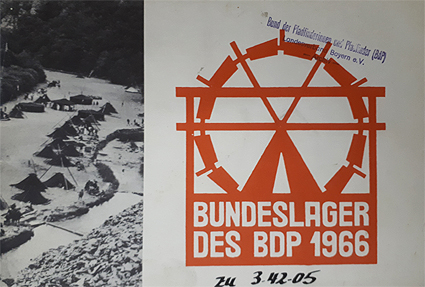 Bund der Pfadfinderinnen und Pfadfinder (BdP)
Bayern e.V.
BUNDESLAGER
DES BDP 1966
zu 3.42-05